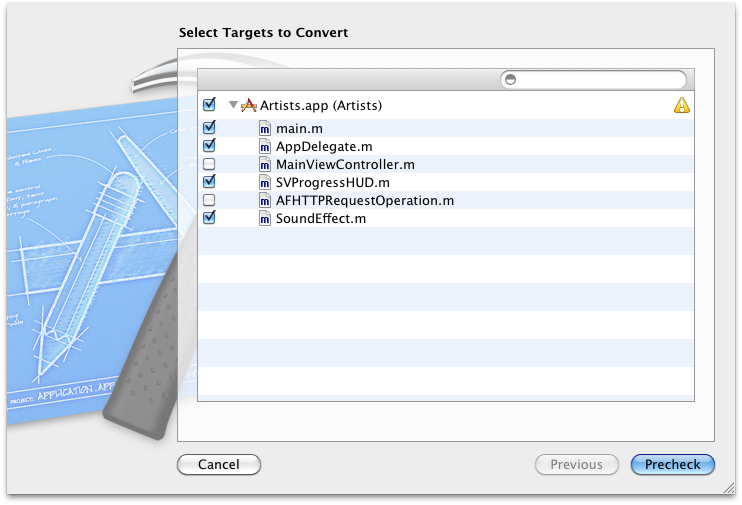 Select Targets to Convert
Artists.app (Artists)
main.m
AppDelegate.m
MainViewController.m
SVProgressHUD.m
AFHTTPRequestOperation.m
SoundEffect.m
PROJECT: APPLICATION.APP
Cancel
Previous
Precheck